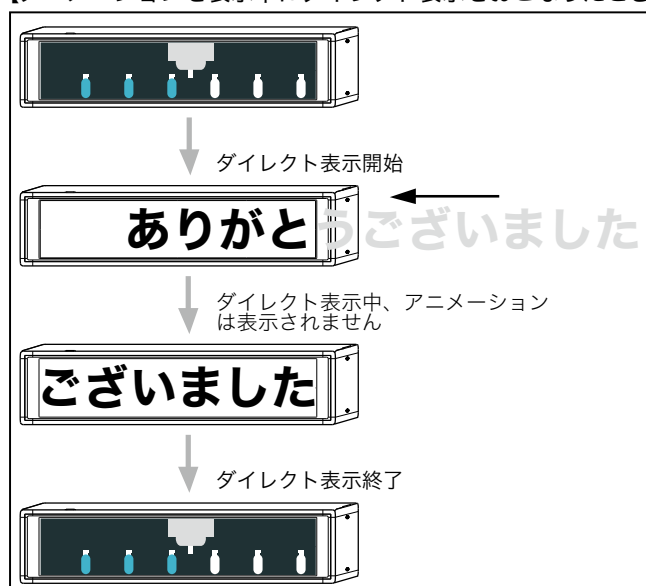 ダイレクト表示開始
ありがとうございました
ダイレクト表示中、アニメーション
は表示されません
ございました
ダイレクト表示終了